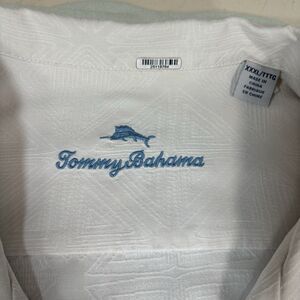 XXXL/TTTG
MADE IN
CHINA
FABRIQUÉ
EN CHINE
Tommy Bahama